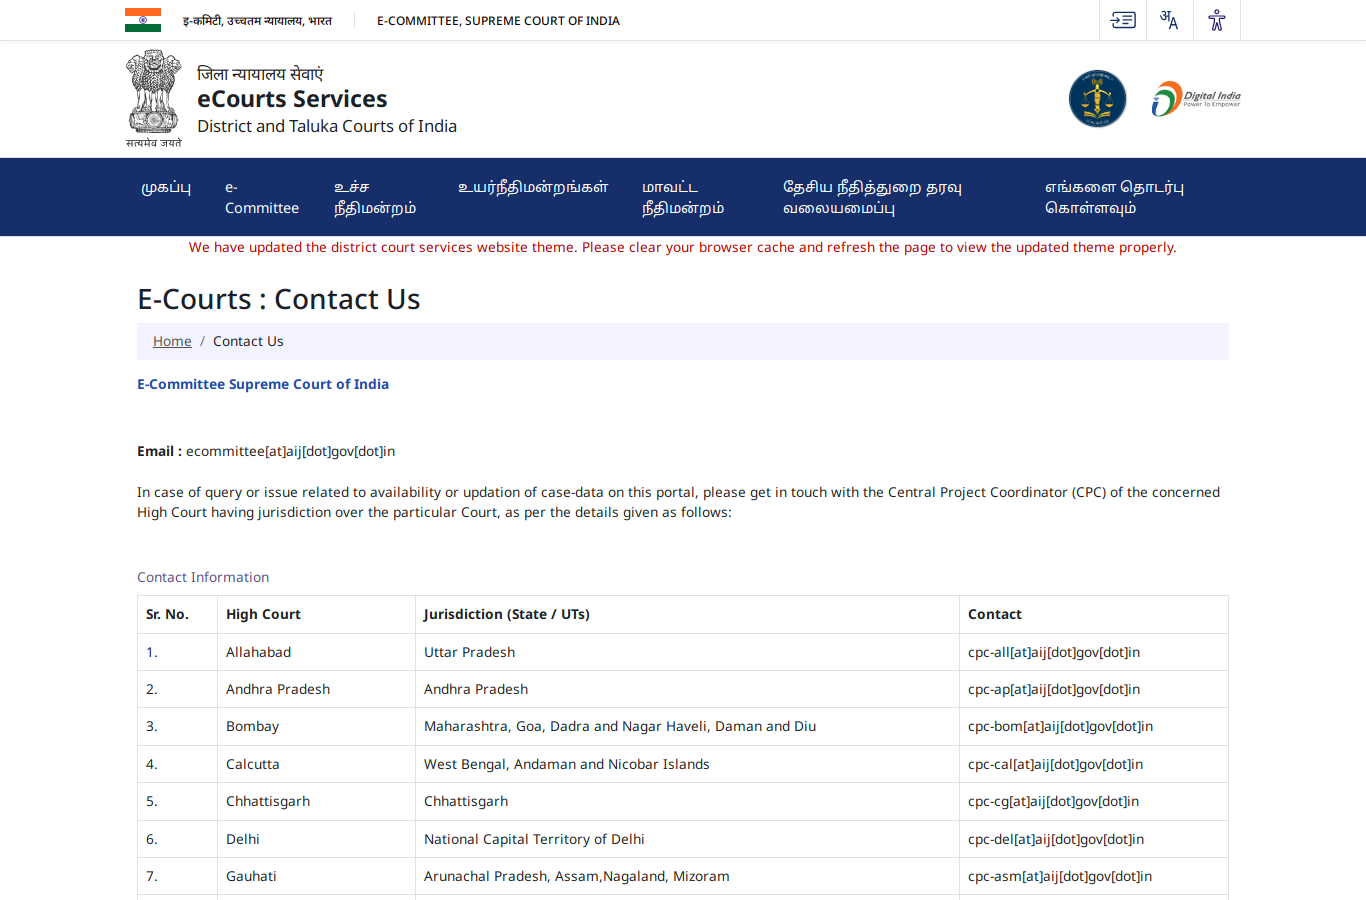 इ-कमिटी, उच्चतम न्यायालय, भारत
E-COMMITTEE, SUPREME COURT OF INDIA
अ A
सत्यमेव जयते
जिला न्यायालय सेवाएं
eCourts Services
District and Taluka Courts of India
Digital India
Power To Empower
முகப்பு
e-Committee
உச்ச நீதிமன்றம்
உயர்நீதிமன்றங்கள்
மாவட்ட நீதிமன்றம்
தேசிய நீதித்துறை தரவு வலையமைப்பு
எங்களை தொடர்பு கொள்ளவும்
We have updated the district court services website theme. Please clear your browser cache and refresh the page to view the updated theme properly.
E-Courts : Contact Us
Home / Contact Us
E-Committee Supreme Court of India
Email : ecommittee[at]aij[dot]gov[dot]in
In case of query or issue related to availability or updation of case-data on this portal, please get in touch with the Central Project Coordinator (CPC) of the concerned
High Court having jurisdiction over the particular Court, as per the details given as follows:
Contact Information
Sr. No. High Court Jurisdiction (State / UTs) Contact
1. Allahabad Uttar Pradesh cpc-all[at]aij[dot]gov[dot]in
2. Andhra Pradesh Andhra Pradesh cpc-ap[at]aij[dot]gov[dot]in
3. Bombay Maharashtra, Goa, Dadra and Nagar Haveli, Daman and Diu cpc-bom[at]aij[dot]gov[dot]in
4. Calcutta West Bengal, Andaman and Nicobar Islands cpc-cal[at]aij[dot]gov[dot]in
5. Chhattisgarh Chhattisgarh cpc-cg[at]aij[dot]gov[dot]in
6. Delhi National Capital Territory of Delhi cpc-del[at]aij[dot]gov[dot]in
7. Gauhati Arunachal Pradesh, Assam,Nagaland, Mizoram cpc-asm[at]aij[dot]gov[dot]in